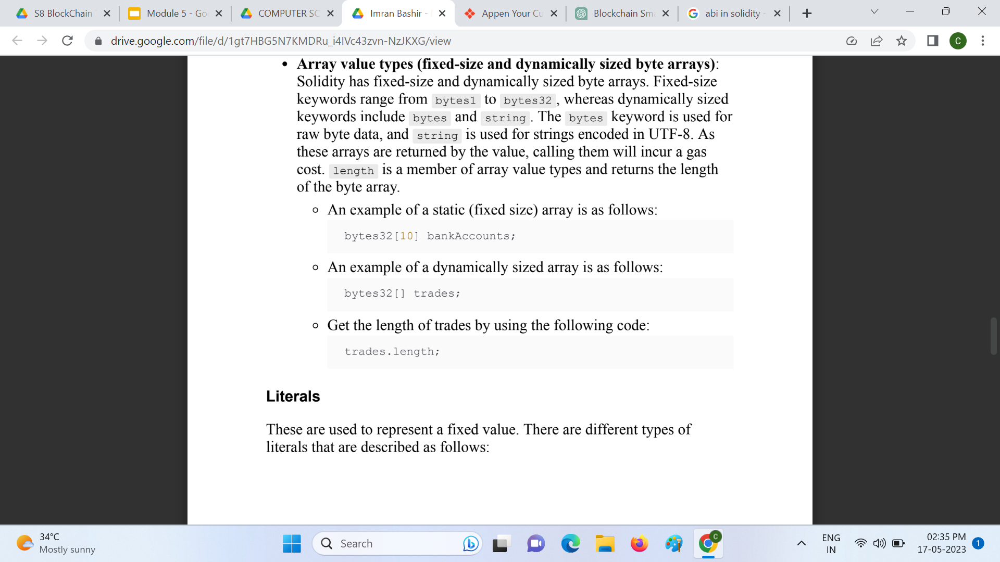 S8 BlockChain
Module 5 - Go
COMPUTER SC
Imran Bashir -
Appen Your Cu
Blockchain Sma
abi in solidity -
drive.google.com/file/d/1gt7HBG5N7KMDRu_i4IVc43zvn-NzJKXG/view
C
• Array value types (fixed-size and dynamically sized byte arrays):
Solidity has fixed-size and dynamically sized byte arrays. Fixed-size
keywords range from bytes1 to bytes32, whereas dynamically sized
keywords include bytes and string. The bytes keyword is used for
raw byte data, and string is used for strings encoded in UTF-8. As
these arrays are returned by the value, calling them will incur a gas
cost. length is a member of array value types and returns the length
of the byte array.
○ An example of a static (fixed size) array is as follows:
bytes32[10] bankAccounts;
○ An example of a dynamically sized array is as follows:
bytes32[] trades;
○ Get the length of trades by using the following code:
trades.length;
Literals
These are used to represent a fixed value. There are different types of
literals that are described as follows:
34°C
Mostly sunny
Search
C
ENG
IN
02:35 PM
17-05-2023
1